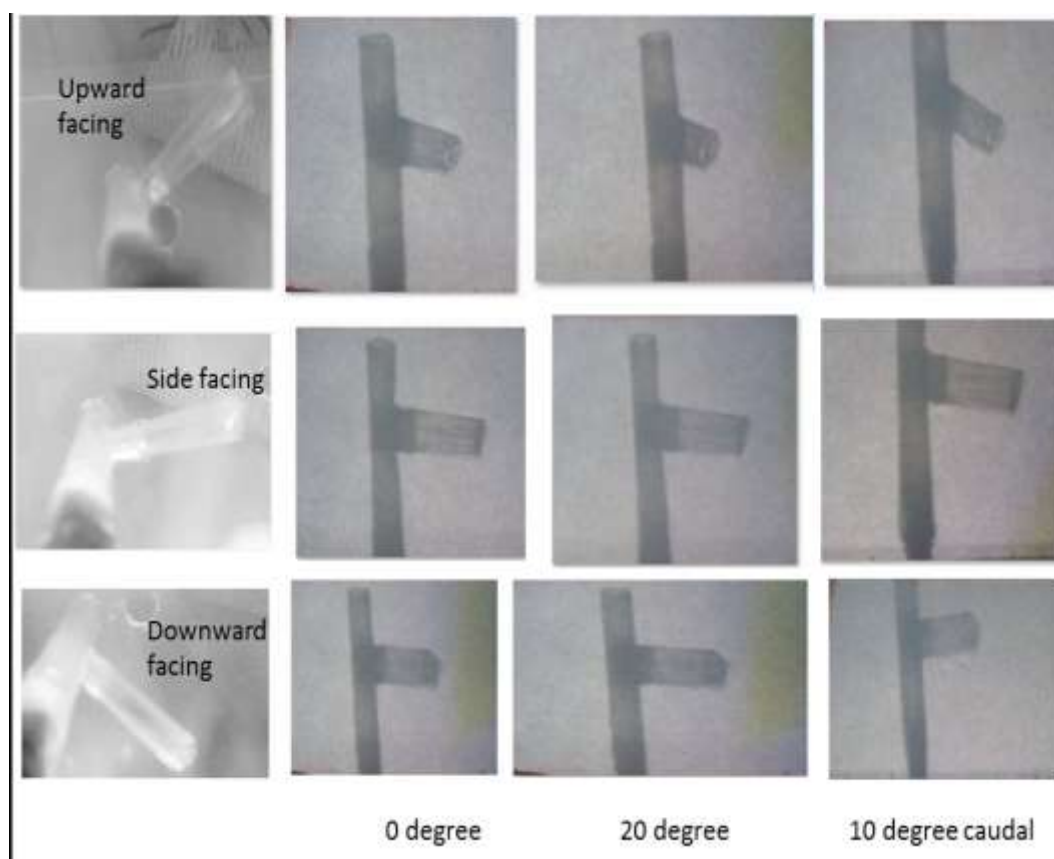 Upward
facing
Side facing
Downward
facing
0 degree
20 degree
10 degree caudal